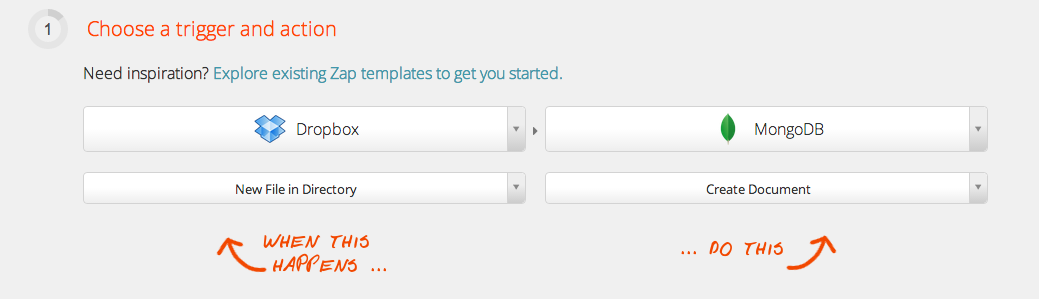 1 Choose a trigger and action
Need inspiration? Explore existing Zap templates to get you started.
Dropbox MongoDB
New File in Directory Create Document
WHEN THIS
HAPPENS ...
... DO THIS